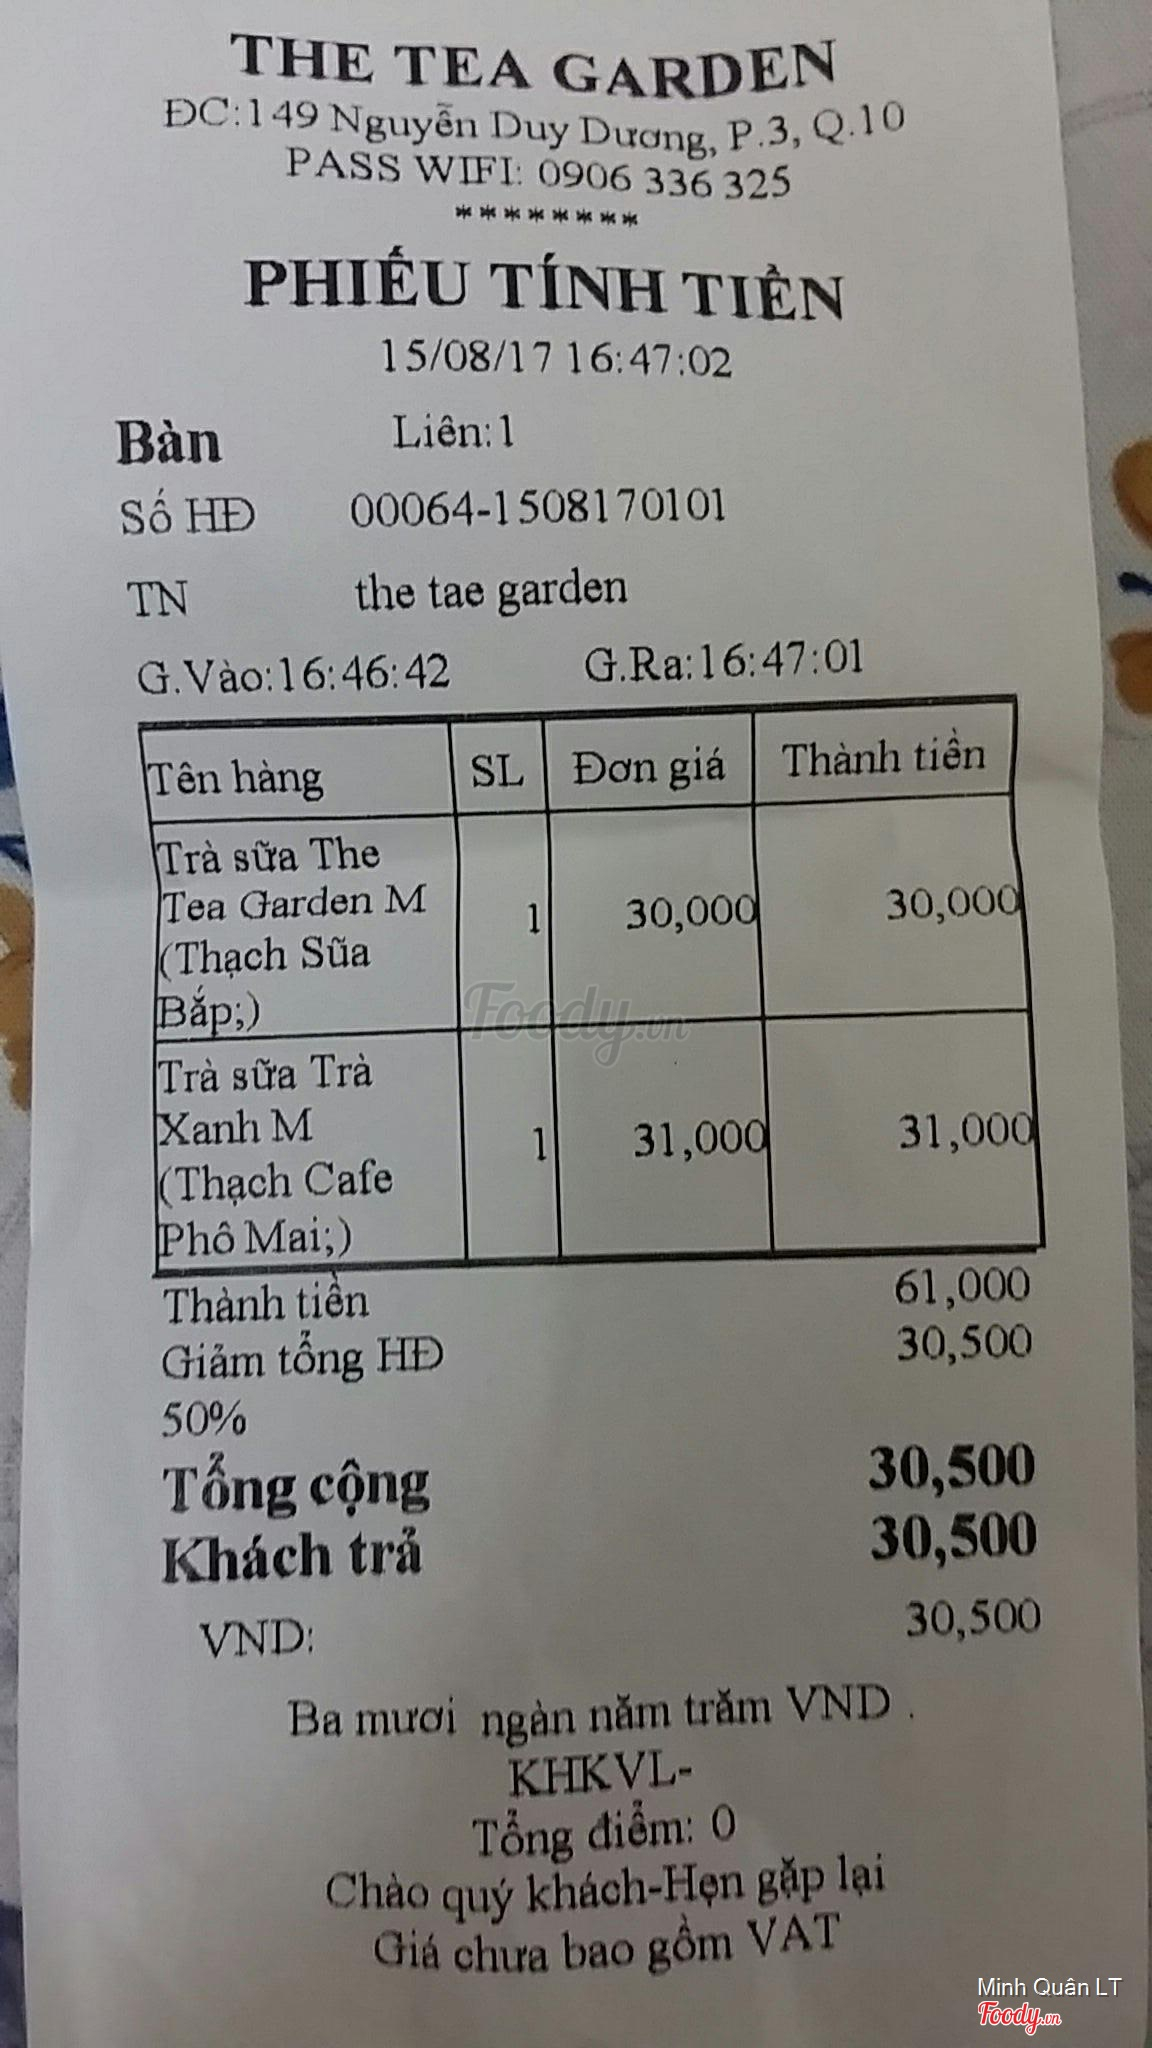 THE TEA GARDEN
ĐC:149 Nguyễn Duy Dương, P.3, Q.10
PASS WIFI: 0906 336 325
********
PHIẾU TÍNH TIỀN
15/08/17 16:47:02
Bàn Liên:1
Số HĐ 00064-1508170101
TN the tae garden
G.Vào:16:46:42 G.Ra:16:47:01
Tên hàng SL Đơn giá Thành tiền
Trà sữa The
Tea Garden M
(Thạch Sũa
Bắp;) 1 30,000 30,000
Trà sữa Trà
Xanh M
(Thạch Cafe
Phô Mai;) 1 31,000 31,000
Thành tiền 61,000
Giảm tổng HĐ 30,500
50%
Tổng cộng 30,500
Khách trả 30,500
VND: 30,500
Ba mươi ngàn năm trăm VND .
KHKVL-
Tổng điểm: 0
Chào quý khách-Hẹn gặp lại
Giá chưa bao gồm VAT
Foody.vn
Minh Quân LT
Foody.vn